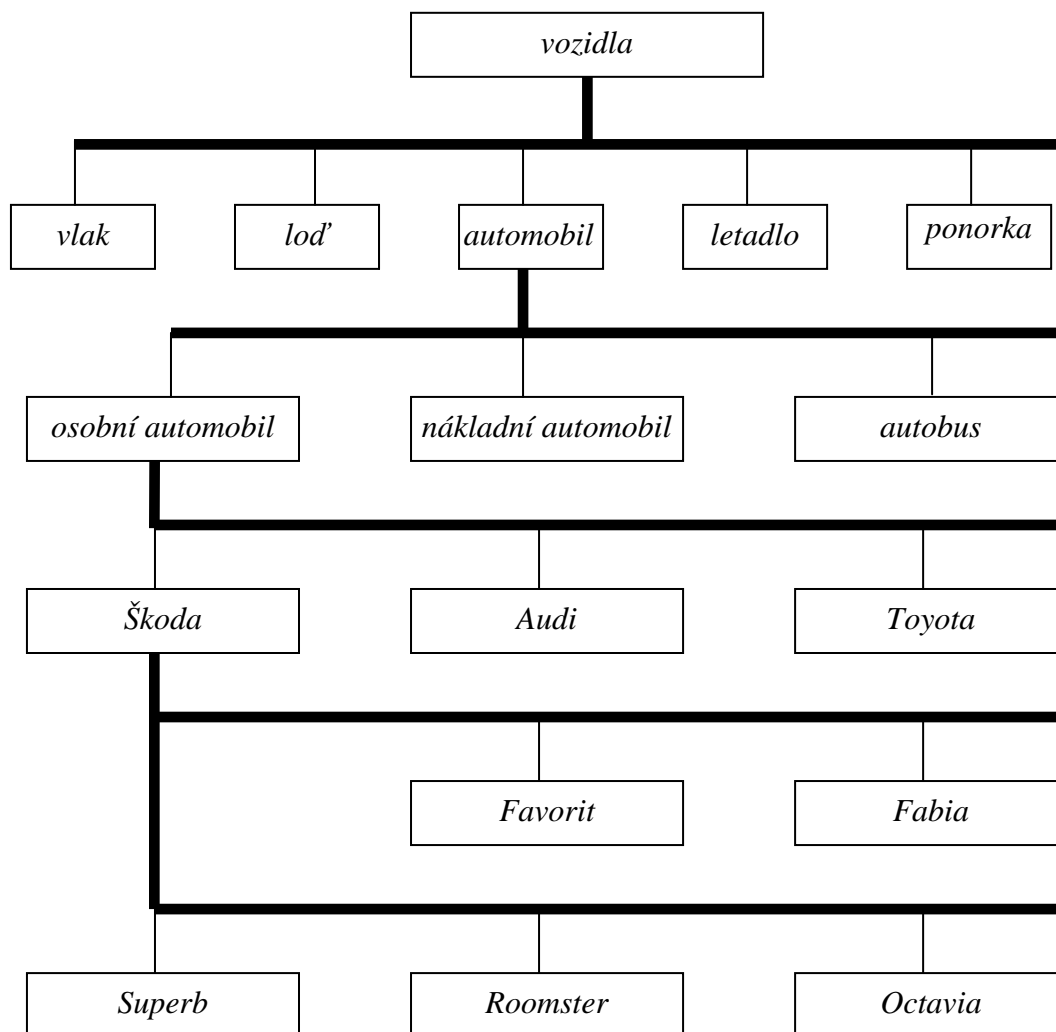 vozidla
vlak
loď
automobil
letadlo
ponorka
osobní automobil
nákladní automobil
autobus
Škoda
Audi
Toyota
Favorit
Fabia
Superb
Roomster
Octavia